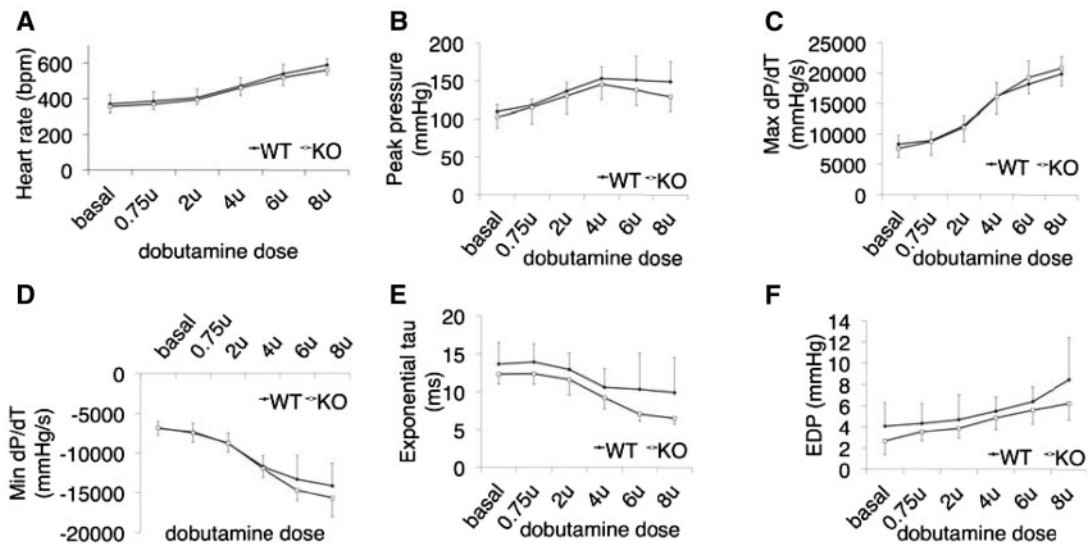 A
Heart rate (bpm)
600
400
200
0
WT KO
basal
0.75u
2u
4u
6u
8u
dobutamine dose
B
Peak pressure
(mmHg)
200
150
100
50
0
WT KO
basal
0.75u
2u
4u
6u
8u
dobutamine dose
C
Max dP/dT
(mmHg/s)
25000
20000
15000
10000
5000
0
WT KO
basal
0.75u
2u
4u
6u
8u
dobutamine dose
D
basal
0.75u
2u
4u
6u
8u
Min dP/dT
(mmHg/s)
0
-5000
-10000
-15000
-20000
WT KO
dobutamine dose
E
Exponential tau
(ms)
20
15
10
5
0
WT KO
basal
0.75u
2u
4u
6u
8u
dobutamine dose
F
EDP (mmHg)
14
12
10
8
6
4
2
0
WT KO
basal
0.75u
2u
4u
6u
8u
dobutamine dose